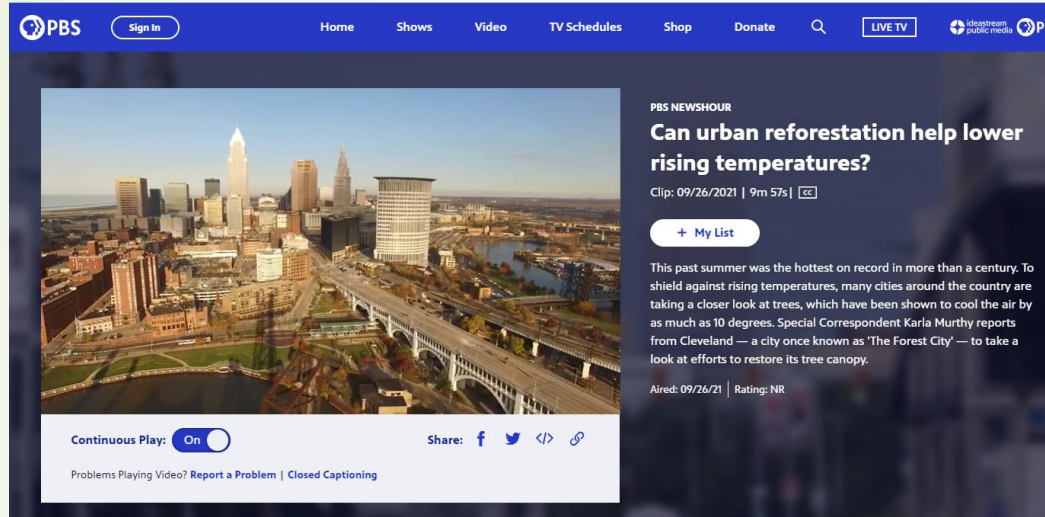 PBS
Sign In
Home Shows Video TV Schedules Shop Donate LIVE TV
ideastream
public media
P
PBS NEWSHOUR
Can urban reforestation help lower
rising temperatures?
Clip: 09/26/2021 | 9m 57s | CC
+ My List
This past summer was the hottest on record in more than a century. To
shield against rising temperatures, many cities around the country are
taking a closer look at trees, which have been shown to cool the air by
as much as 10 degrees. Special Correspondent Karla Murthy reports
from Cleveland — a city once known as 'The Forest City' — to take a
look at efforts to restore its tree canopy.
Aired: 09/26/21 | Rating: NR
Continuous Play: On
Share: f </>
Problems Playing Video? Report a Problem | Closed Captioning